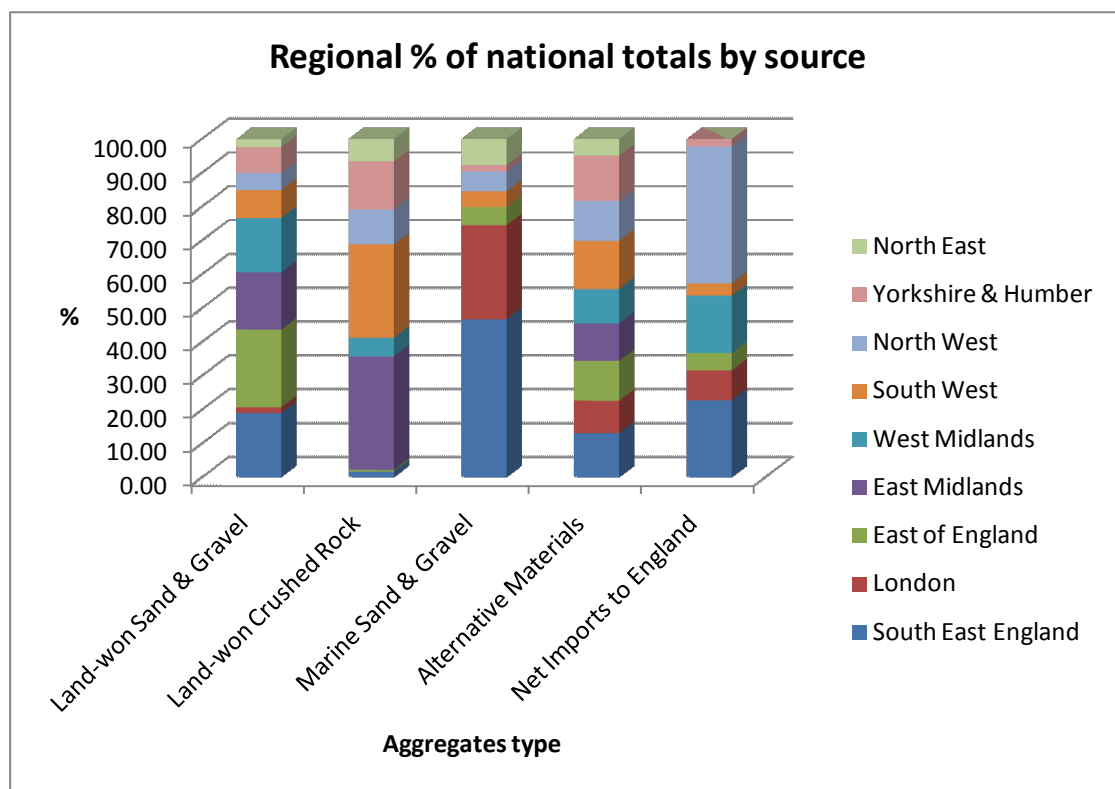 Regional % of national totals by source
100.00
90.00
80.00
70.00
60.00
50.00
40.00
30.00
20.00
10.00
0.00
%
Land-won Sand & Gravel
Land-won Crushed Rock
Marine Sand & Gravel
Alternative Materials
Net Imports to England
Aggregates type
North East
Yorkshire & Humber
North West
South West
West Midlands
East Midlands
East of England
London
South East England